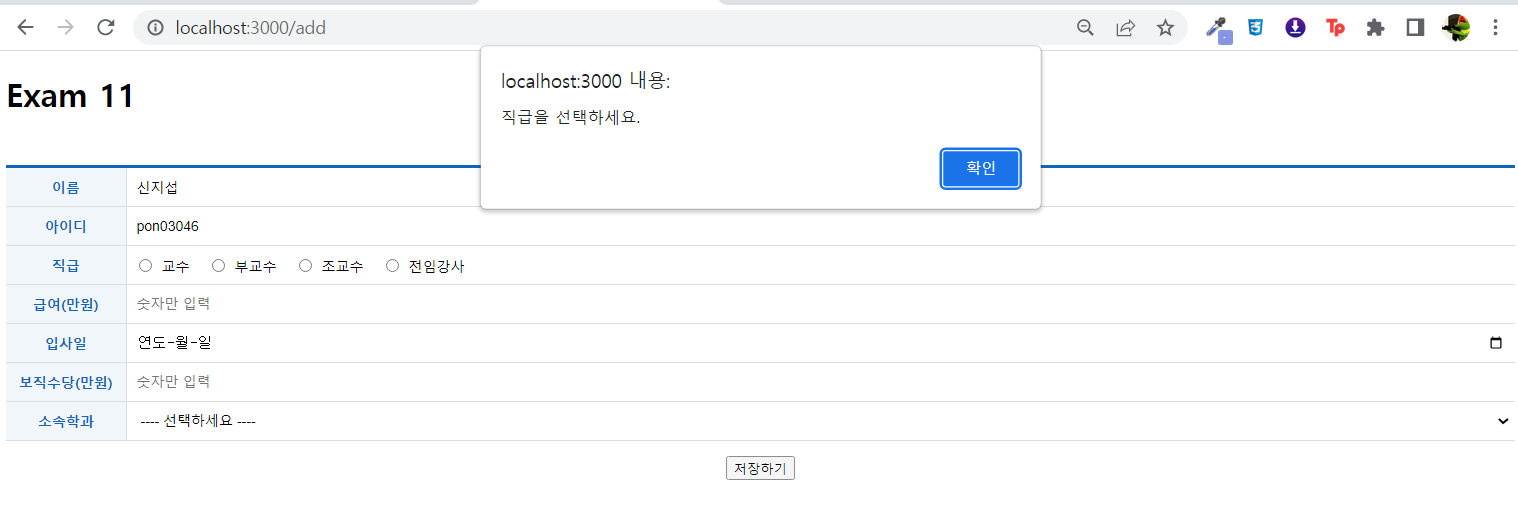 localhost:3000/add
localhost:3000 내용:
직급을 선택하세요.
확인
Exam 11
이름 신지섭
아이디 pon03046
직급 교수 부교수 조교수 전임강사
급여(만원) 숫자만 입력
입사일 연도-월-일
보직수당(만원) 숫자만 입력
소속학과 ---- 선택하세요 ----
저장하기